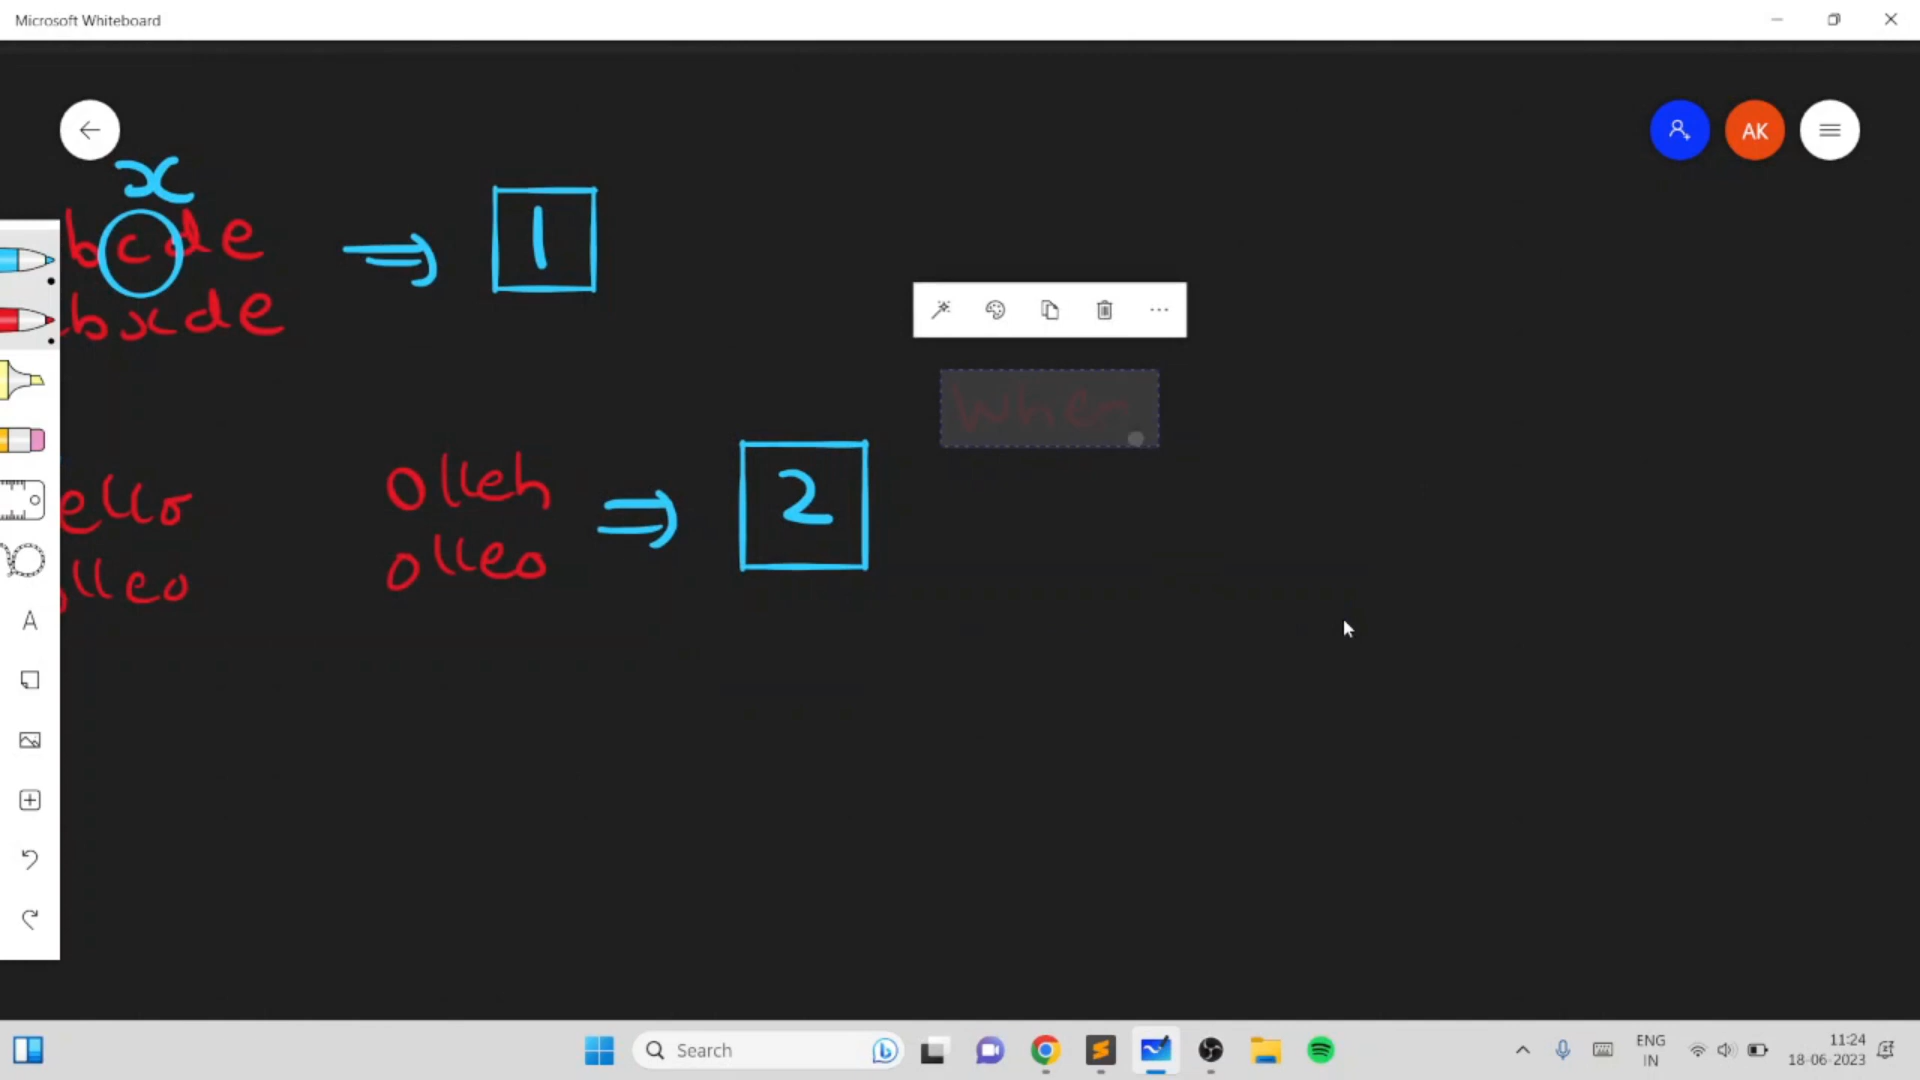 Microsoft Whiteboard
AK
x
bcde
bxde
1
When
ello
lleo
olleh
olleo
2
A
Search
ENG
IN
11:24
18-06-2023